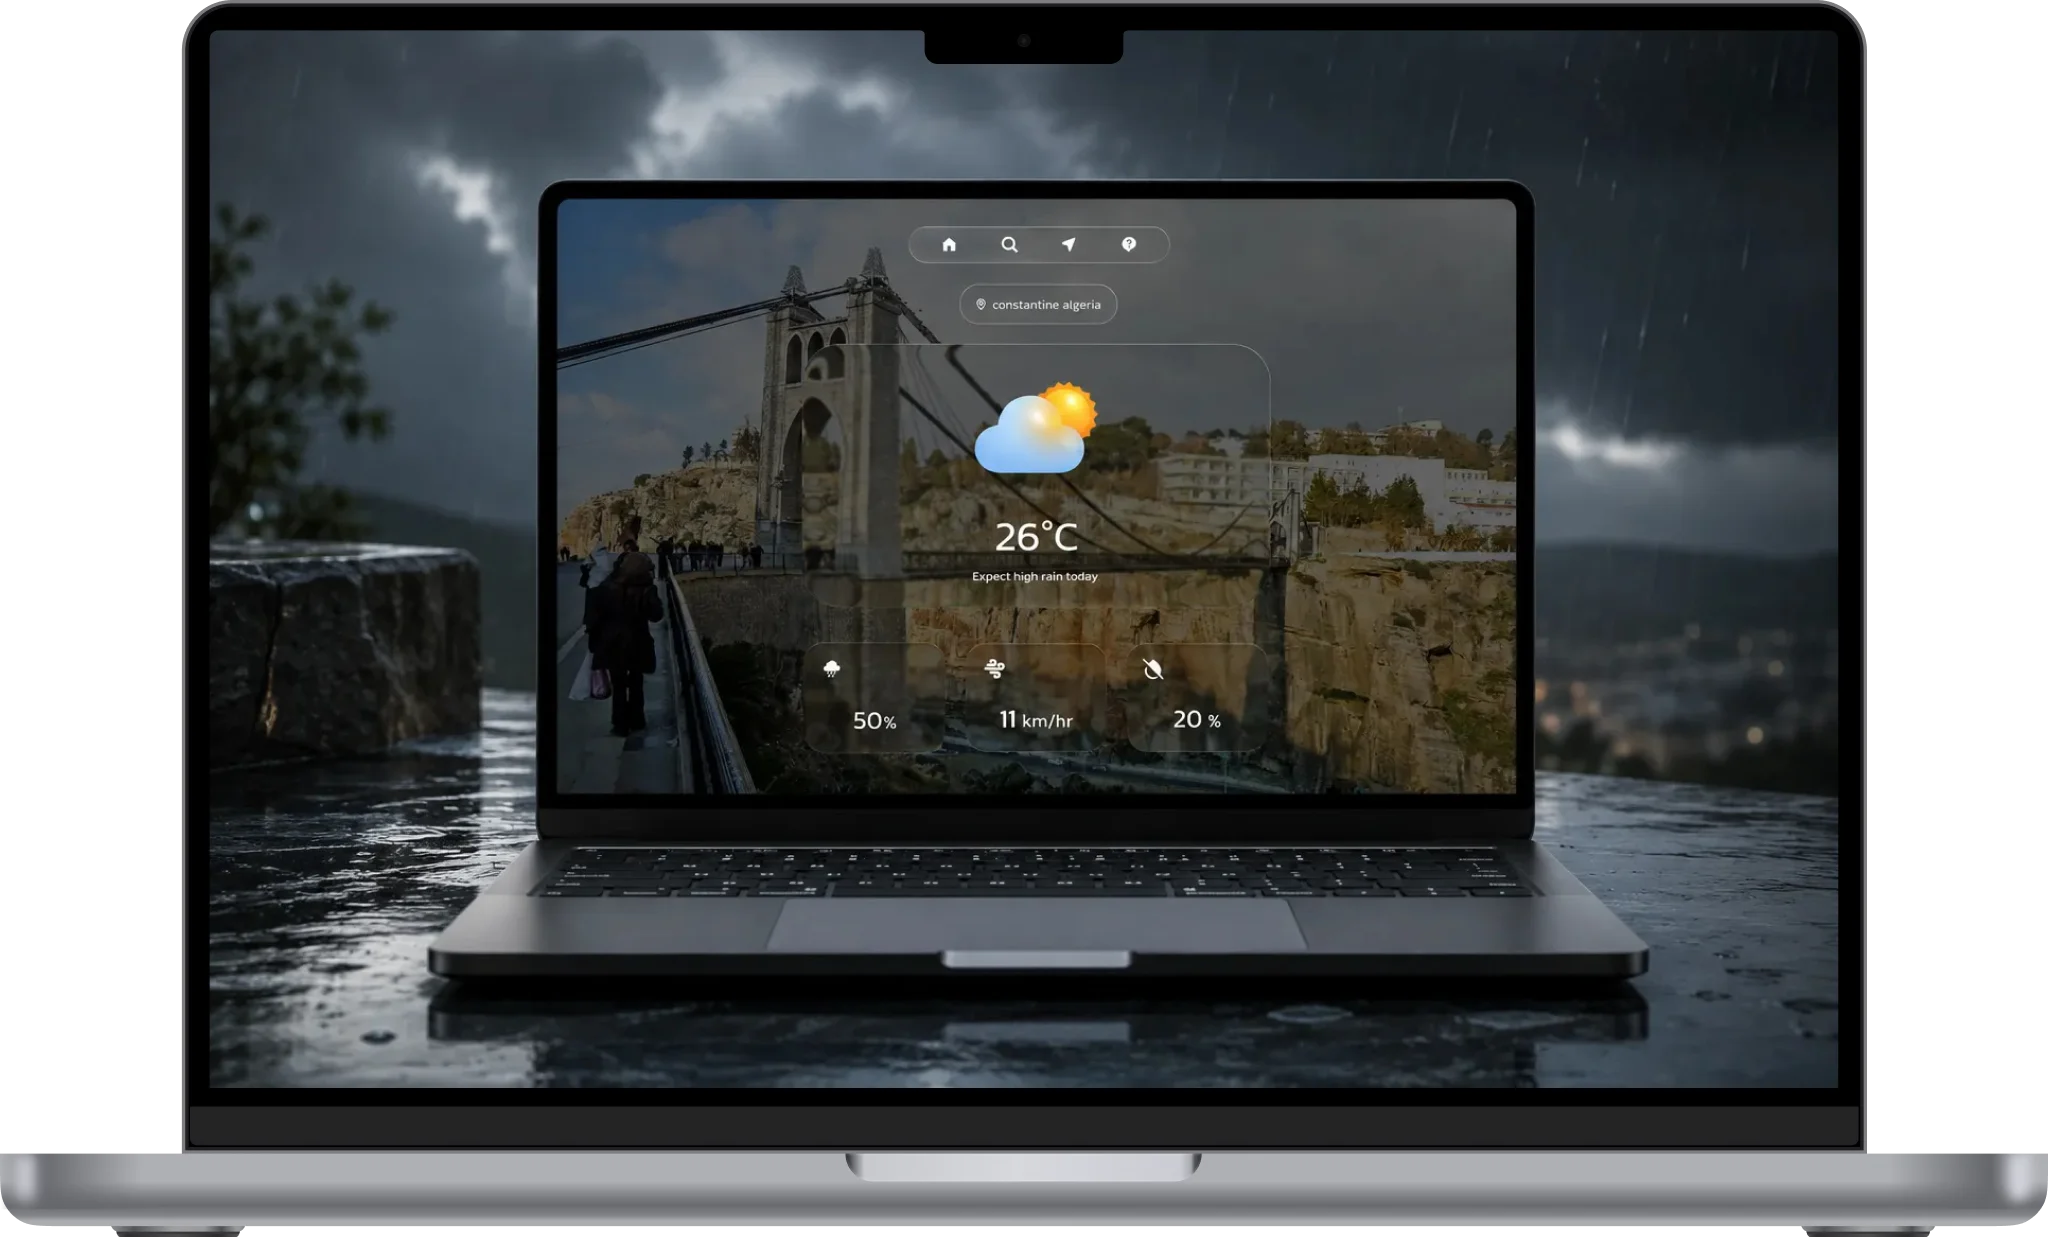 constantine algeria
26°C
Expect high rain today
50%
11 km/hr
20 %